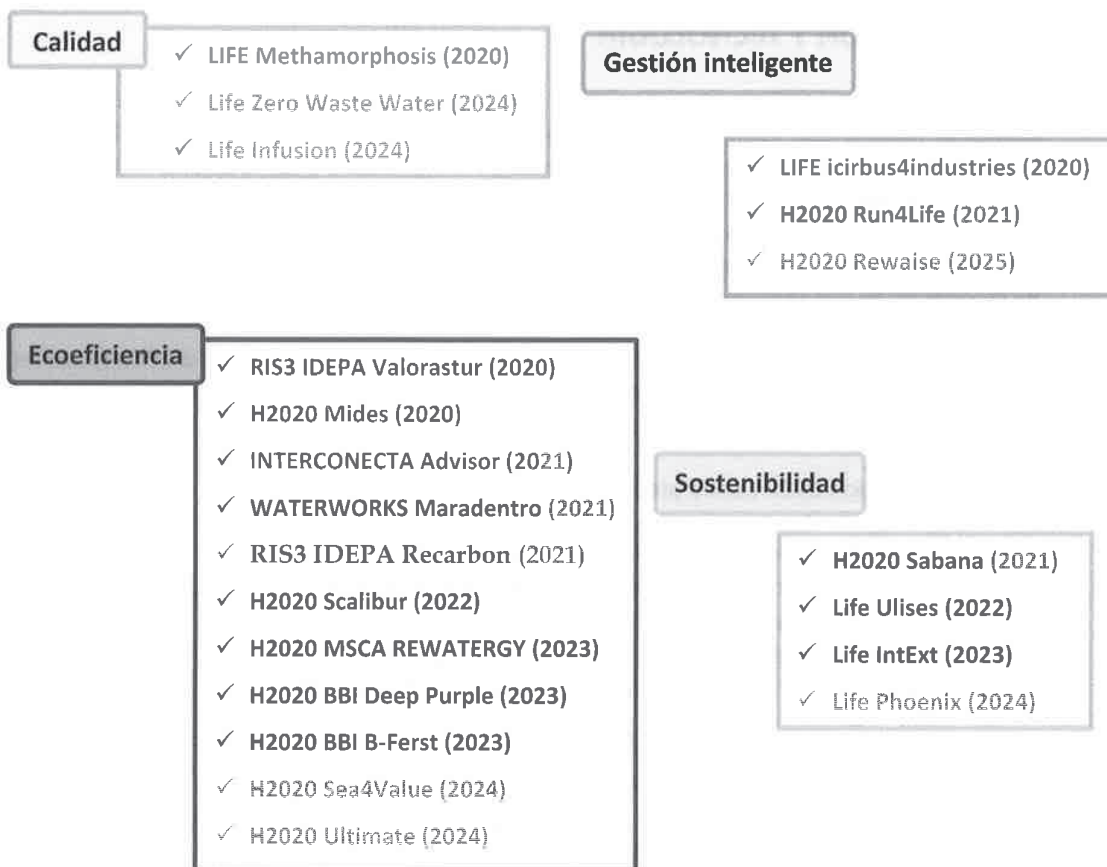 Calidad
✓ LIFE Methamorphosis (2020)
✓ Life Zero Waste Water (2024)
✓ Life Infusion (2024)
Gestión inteligente
✓ LIFE icirbus4industries (2020)
✓ H2020 Run4Life (2021)
✓ H2020 Rewaise (2025)
Ecoeficiencia
✓ RIS3 IDEPA Valorastur (2020)
✓ H2020 Mides (2020)
✓ INTERCONECTA Advisor (2021)
✓ WATERWORKS Maradentro (2021)
✓ RIS3 IDEPA Recarbon (2021)
✓ H2020 Scalibur (2022)
✓ H2020 MSCA REWATERGY (2023)
✓ H2020 BBI Deep Purple (2023)
✓ H2020 BBI B-Ferst (2023)
✓ H2020 Sea4Value (2024)
✓ H2020 Ultimate (2024)
Sostenibilidad
✓ H2020 Sabana (2021)
✓ Life Ulises (2022)
✓ Life IntExt (2023)
✓ Life Phoenix (2024)